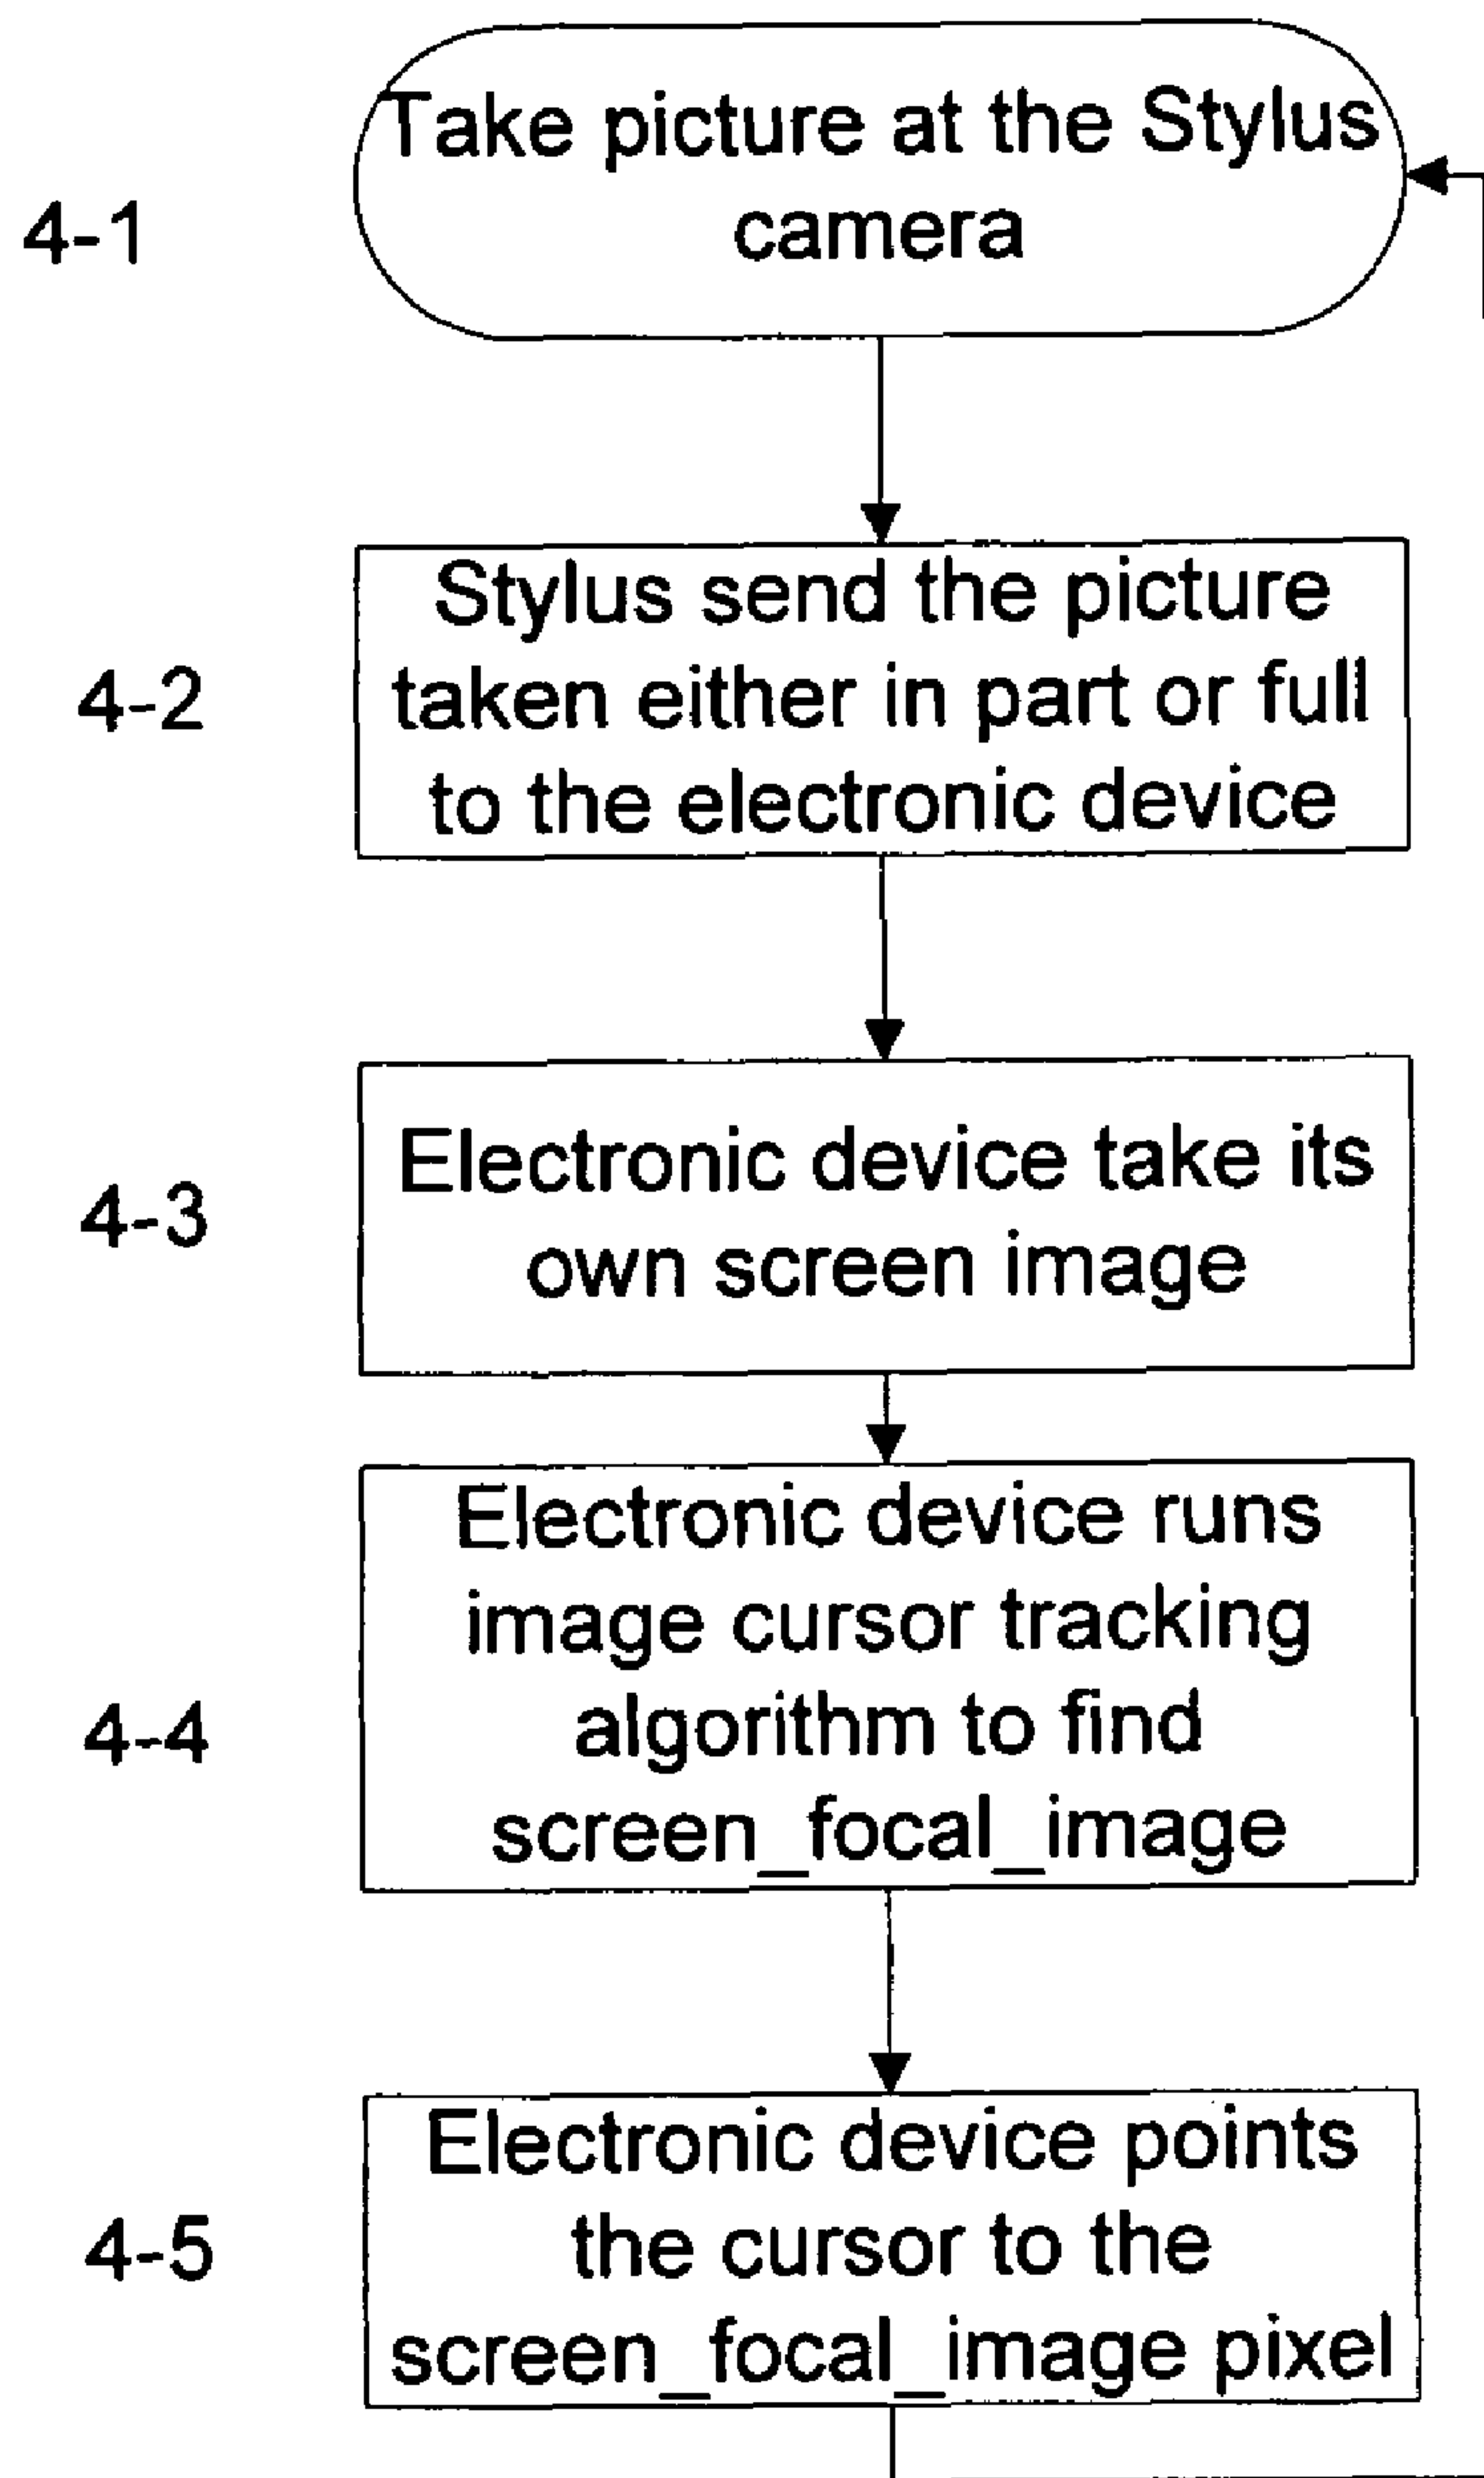 Take picture at the Stylus
camera
4-1
Stylus send the picture
taken either in part or full
to the electronic device
4-2
Electronic device take its
own screen image
4-3
Electronic device runs
image cursor tracking
algorithm to find
screen_focal_image
4-4
Electronic device points
the cursor to the
screen_focal_image pixel
4-5